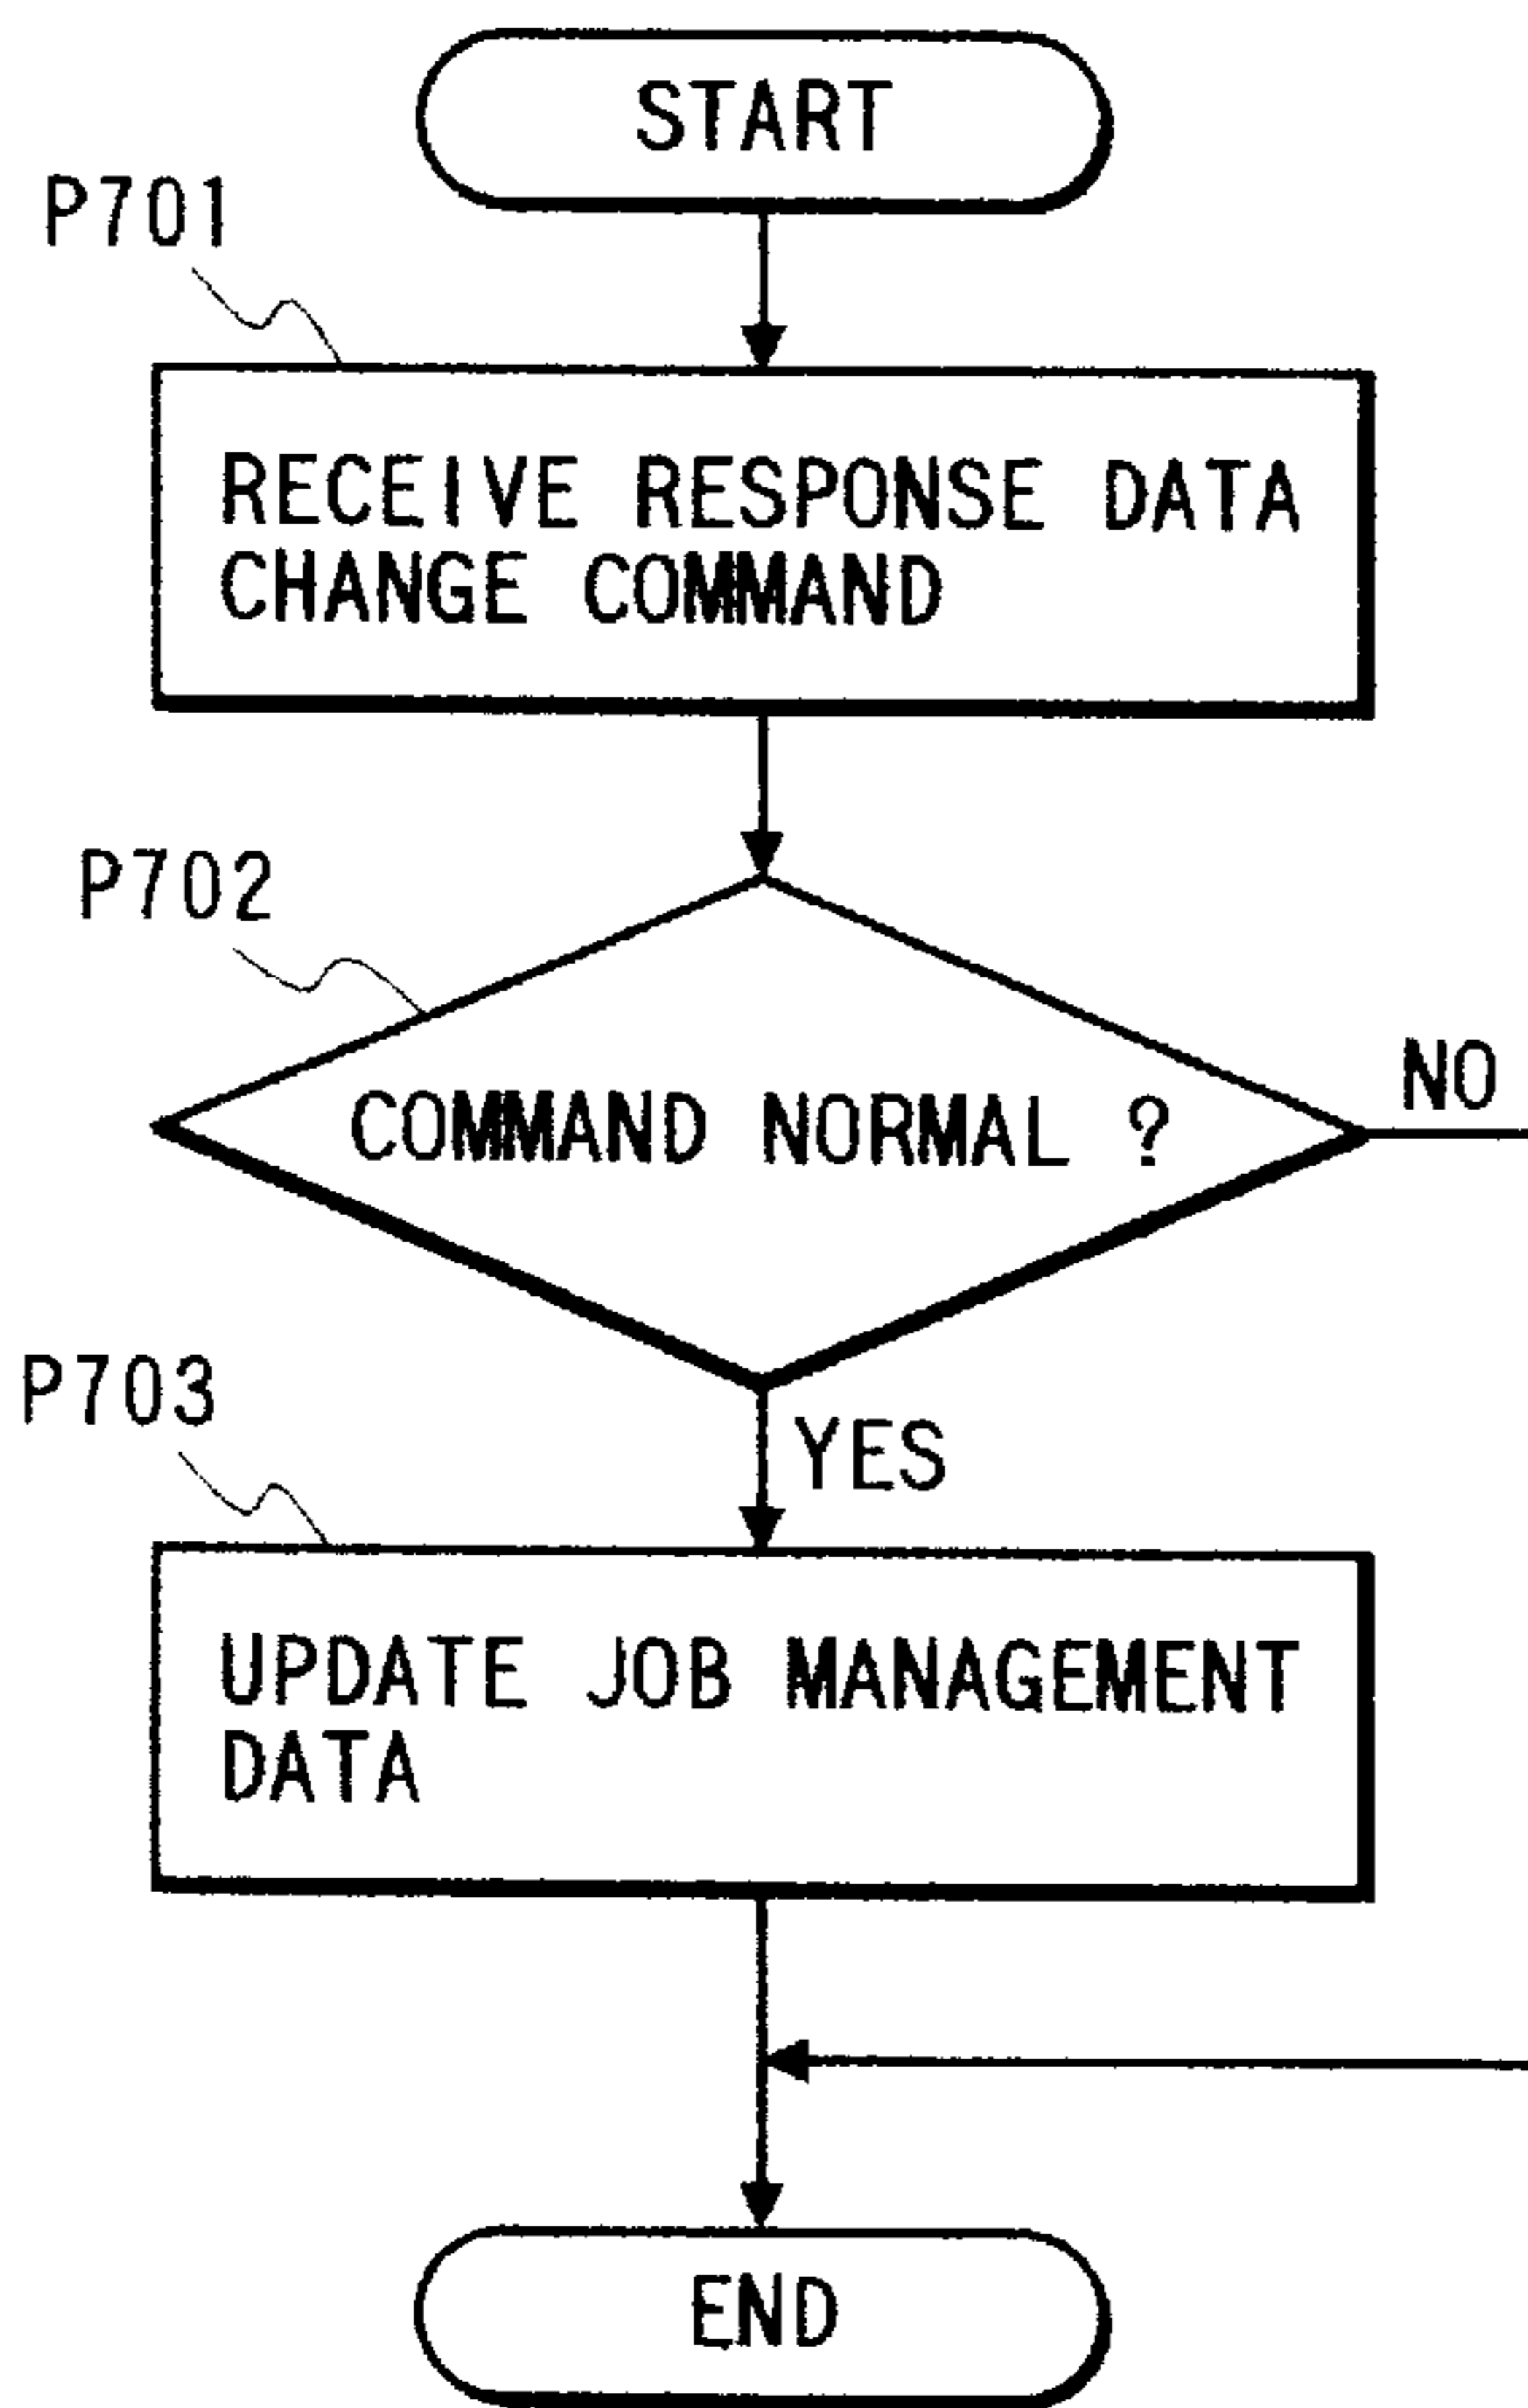 START
P701
RECEIVE RESPONSE DATA
CHANGE COMMAND
P702
COMMAND NORMAL ?
NO
YES
P703
UPDATE JOB MANAGEMENT
DATA
END